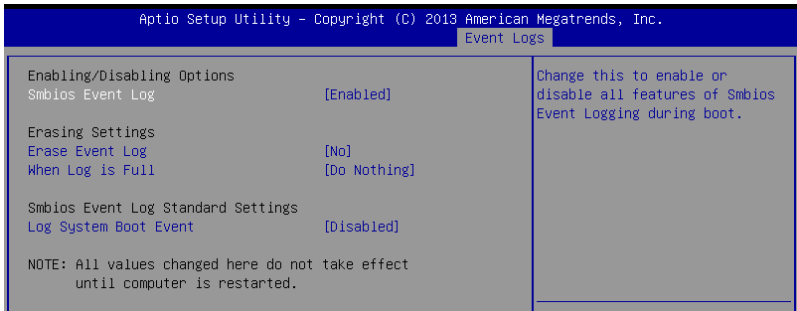 Aptio Setup Utility – Copyright (C) 2013 American Megatrends, Inc.
Event Logs
Enabling/Disabling Options
Smbios Event Log [Enabled]
Erasing Settings
Erase Event Log [No]
When Log is Full [Do Nothing]
Smbios Event Log Standard Settings
Log System Boot Event [Disabled]
NOTE: All values changed here do not take effect
until computer is restarted.
Change this to enable or
disable all features of Smbios
Event Logging during boot.